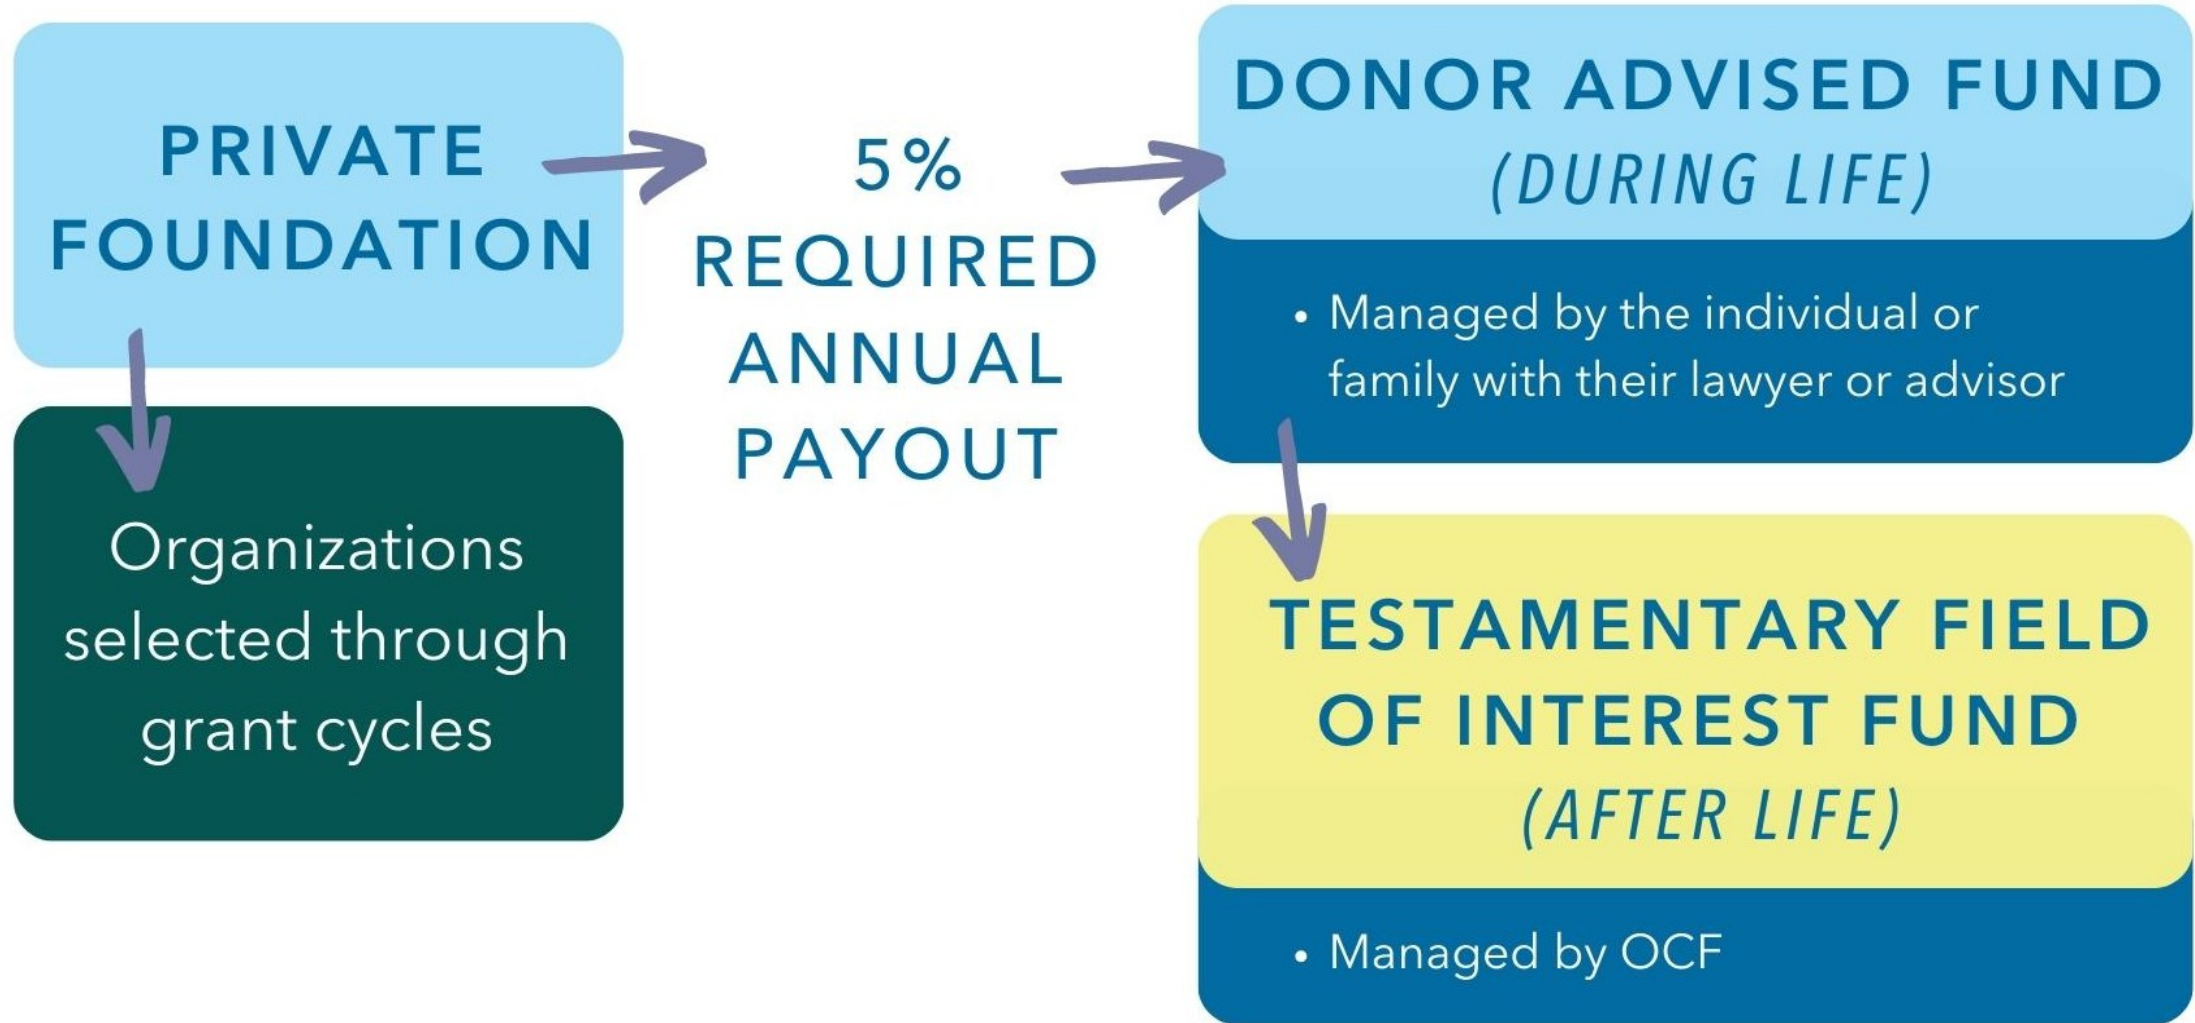 PRIVATE
FOUNDATION
Organizations
selected through
grant cycles
5%
REQUIRED
ANNUAL
PAYOUT
DONOR ADVISED FUND
(DURING LIFE)
• Managed by the individual or
family with their lawyer or advisor
TESTAMENTARY FIELD
OF INTEREST FUND
(AFTER LIFE)
• Managed by OCF